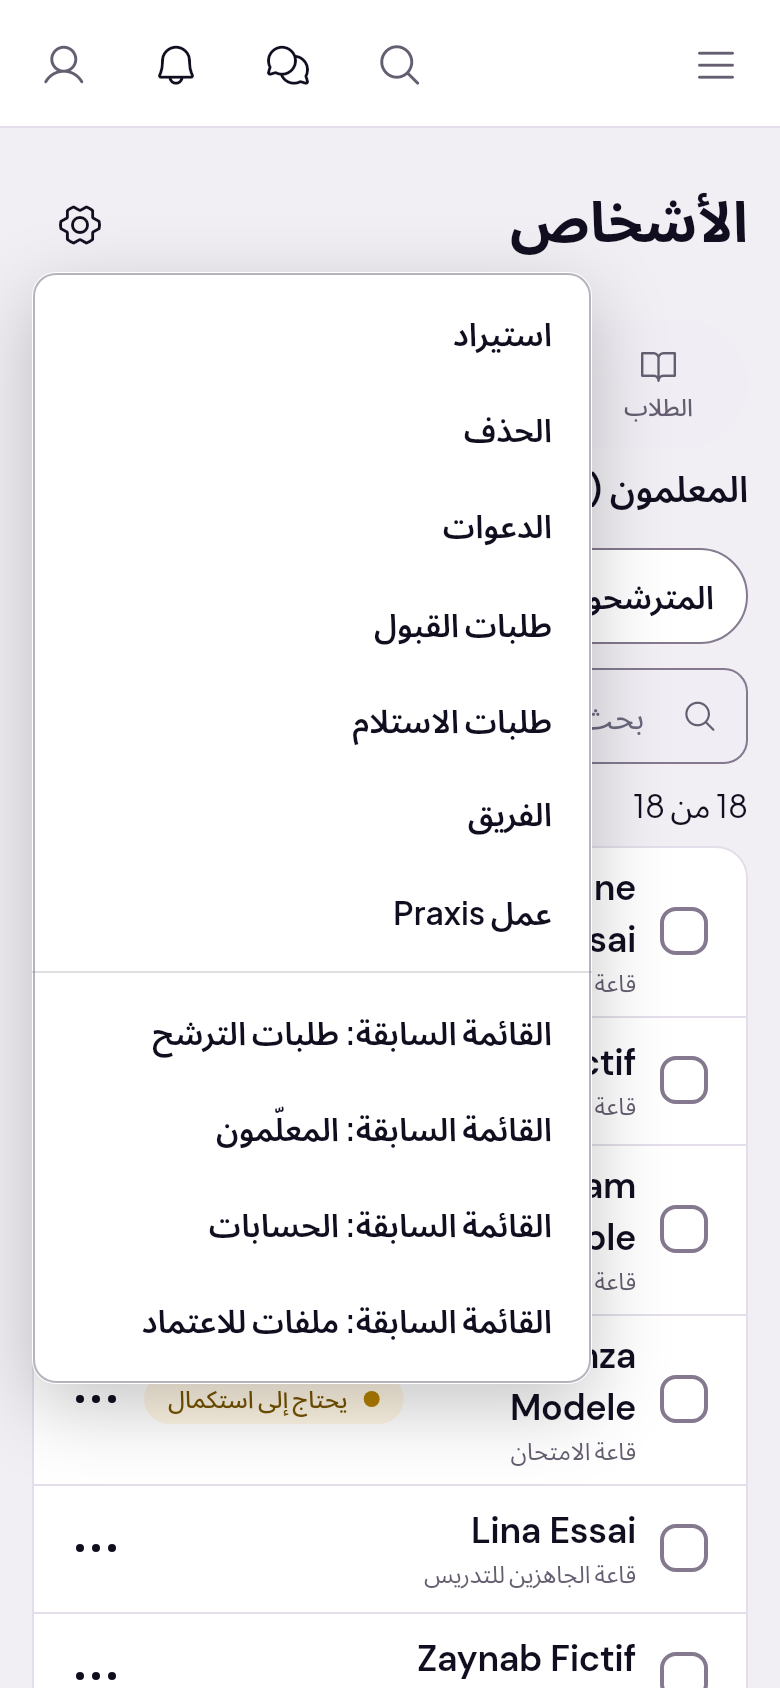 الأشخاص
استيراد
الحذف
الدعوات
طلبات القبول
طلبات الاستلام
الفريق
عمل Praxis
القائمة السابقة: طلبات الترشح
القائمة السابقة: المعلّمون
القائمة السابقة: الحسابات
القائمة السابقة: ملفات للاعتماد
الطلاب
المعلمون (
بحث
18 من 18
قاعة
قاعة
قاعة
Modele
يحتاج إلى استكمال
قاعة الامتحان
Lina Essai
قاعة الجاهزين للتدريس
Zaynab Fictif